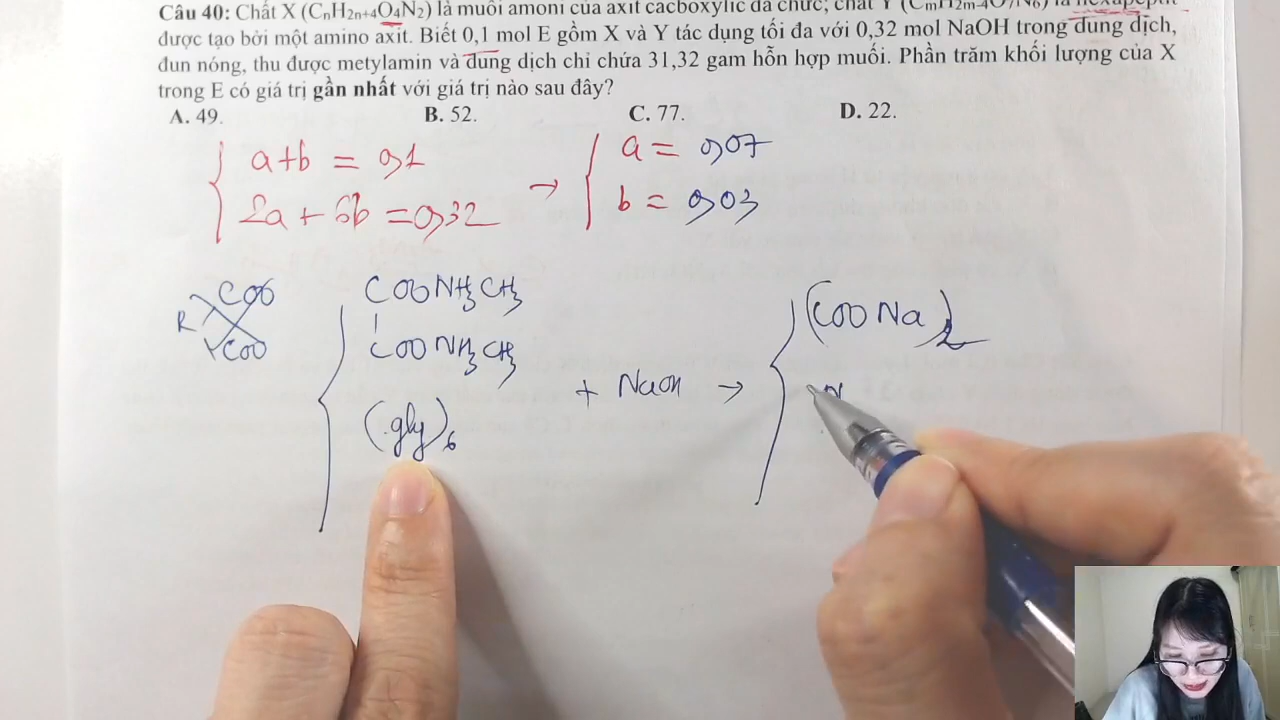 Câu 40: Chất X (CnH2n+4O4N2) là muối amoni của axit cacboxylic đa chức; chất Y (CmH2m-4O7N6) là hexapeptit
được tạo bởi một amino axit. Biết 0,1 mol E gồm X và Y tác dụng tối đa với 0,32 mol NaOH trong dung dịch,
đun nóng, thu được metylamin và dung dịch chỉ chứa 31,32 gam hỗn hợp muối. Phần trăm khối lượng của X
trong E có giá trị gần nhất với giá trị nào sau đây?
A. 49. B. 52. C. 77. D. 22.
a+b = 0,1 → a = 0,07
2a + 6b = 0,32 b = 0,03
R COO COONH3CH3 (COONa)2
COO COONH3CH3
+ NaOH →
(gly)6